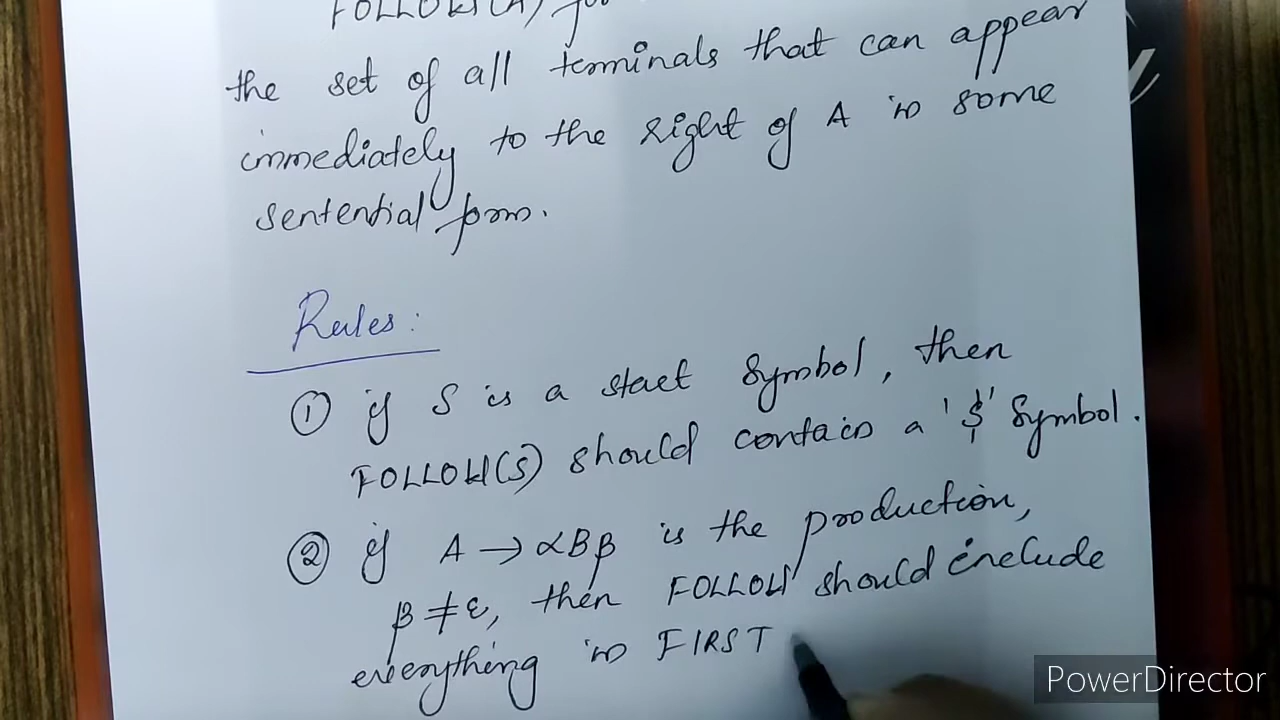 FOLLOW(A) for
the set of all terminals that can appear
immediately to the right of A in some
sentential form.
Rules:
① if S is a start symbol, then
FOLLOW(S) should contain a '$' symbol.
② if A → αBβ is the production,
β ≠ ε, then FOLLOW should include
everything in FIRST
PowerDirector